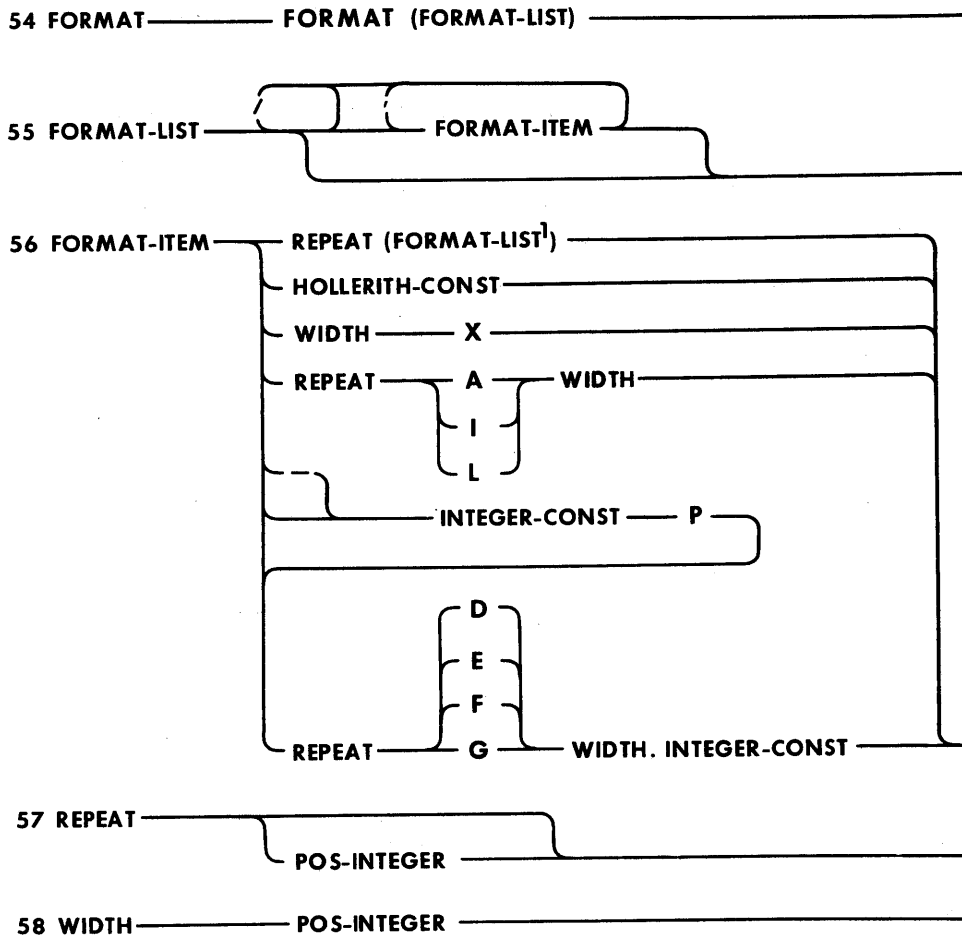 54 FORMAT FORMAT (FORMAT-LIST)
55 FORMAT-LIST FORMAT-ITEM
56 FORMAT-ITEM REPEAT (FORMAT-LIST¹)
HOLLERITH-CONST
WIDTH X
REPEAT A WIDTH
I
L
INTEGER-CONST P
D
E
F
REPEAT G WIDTH. INTEGER-CONST
57 REPEAT
POS-INTEGER
58 WIDTH POS-INTEGER